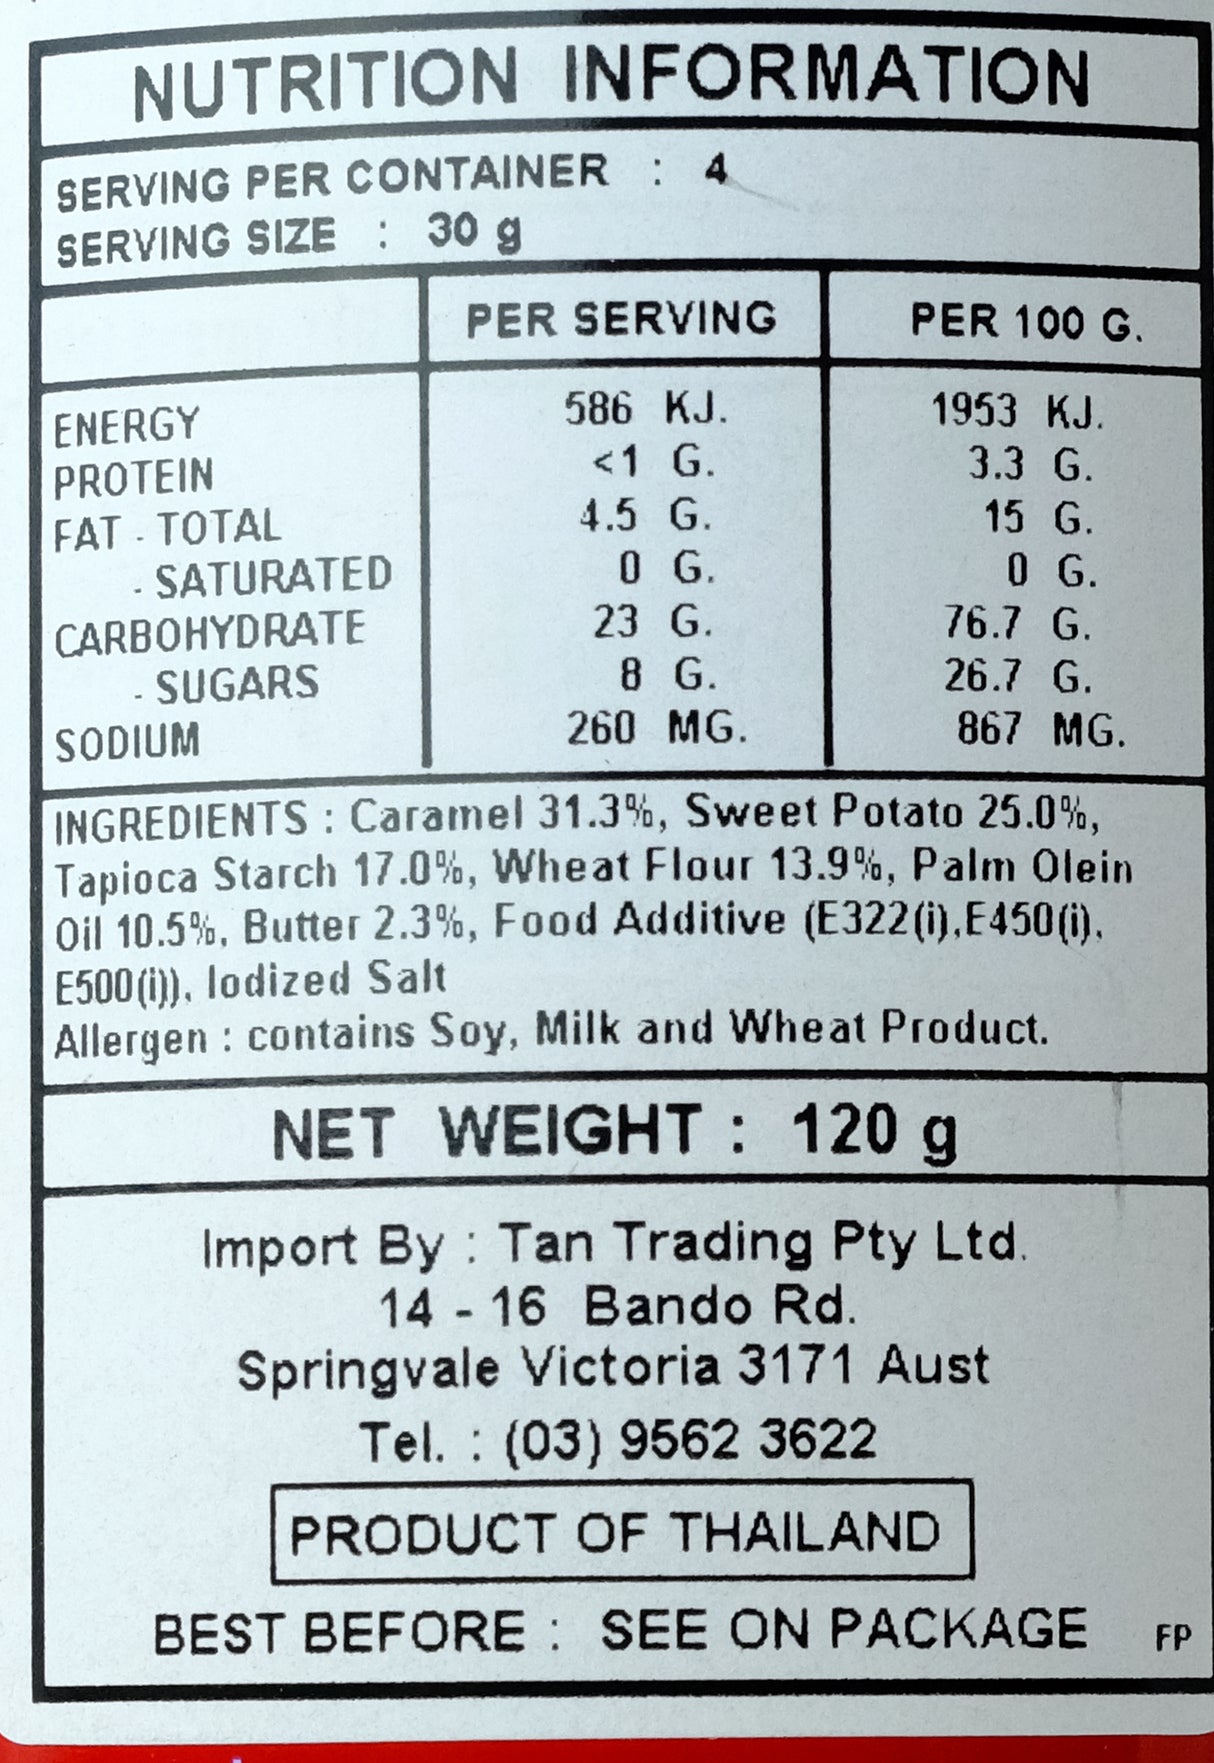 NUTRITION INFORMATION
SERVING PER CONTAINER : 4
SERVING SIZE : 30 g
PER SERVING PER 100 G.
ENERGY 586 KJ. 1953 KJ.
PROTEIN <1 G. 3.3 G.
FAT - TOTAL 4.5 G. 15 G.
- SATURATED 0 G. 0 G.
CARBOHYDRATE 23 G. 76.7 G.
- SUGARS 8 G. 26.7 G.
SODIUM 260 MG. 867 MG.
INGREDIENTS : Caramel 31.3%, Sweet Potato 25.0%,
Tapioca Starch 17.0%, Wheat Flour 13.9%, Palm Olein
Oil 10.5%, Butter 2.3%, Food Additive (E322(i),E450(i),
E500(i)), Iodized Salt
Allergen : contains Soy, Milk and Wheat Product.
NET WEIGHT : 120 g
Import By : Tan Trading Pty Ltd.
14 - 16 Bando Rd.
Springvale Victoria 3171 Aust
Tel. : (03) 9562 3622
PRODUCT OF THAILAND
BEST BEFORE : SEE ON PACKAGE FP